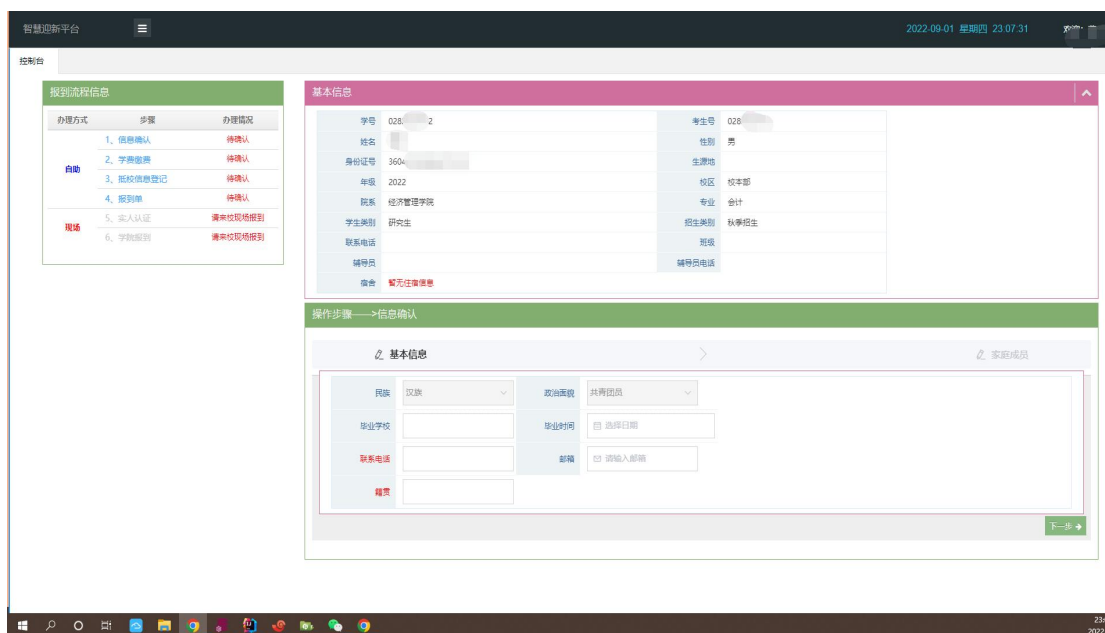 智慧迎新平台
2022-09-01 星期四 23:07:31
控制台
报到流程信息
办理方式 步骤 办理情况
自助
1、信息确认 待确认
2、学费缴费 待确认
3、抵校信息登记 待确认
4、报到单 待确认
现场
5、实人认证 请来校现场报到
6、学院报到 请来校现场报到
基本信息
学号 028 2 考生号 028
姓名 性别 男
身份证号 360 生源地
年级 2022 校区 校本部
院系 经济管理学院 专业 会计
学生类别 研究生 招生类别 秋季招生
联系电话 班级
辅导员 辅导员电话
宿舍 暂无住宿信息
操作步骤——>信息确认
基本信息 家庭成员
民族 汉族 政治面貌 共青团员
毕业学校 毕业时间 选择日期
联系电话 邮箱 请输入邮箱
籍贯
下一步